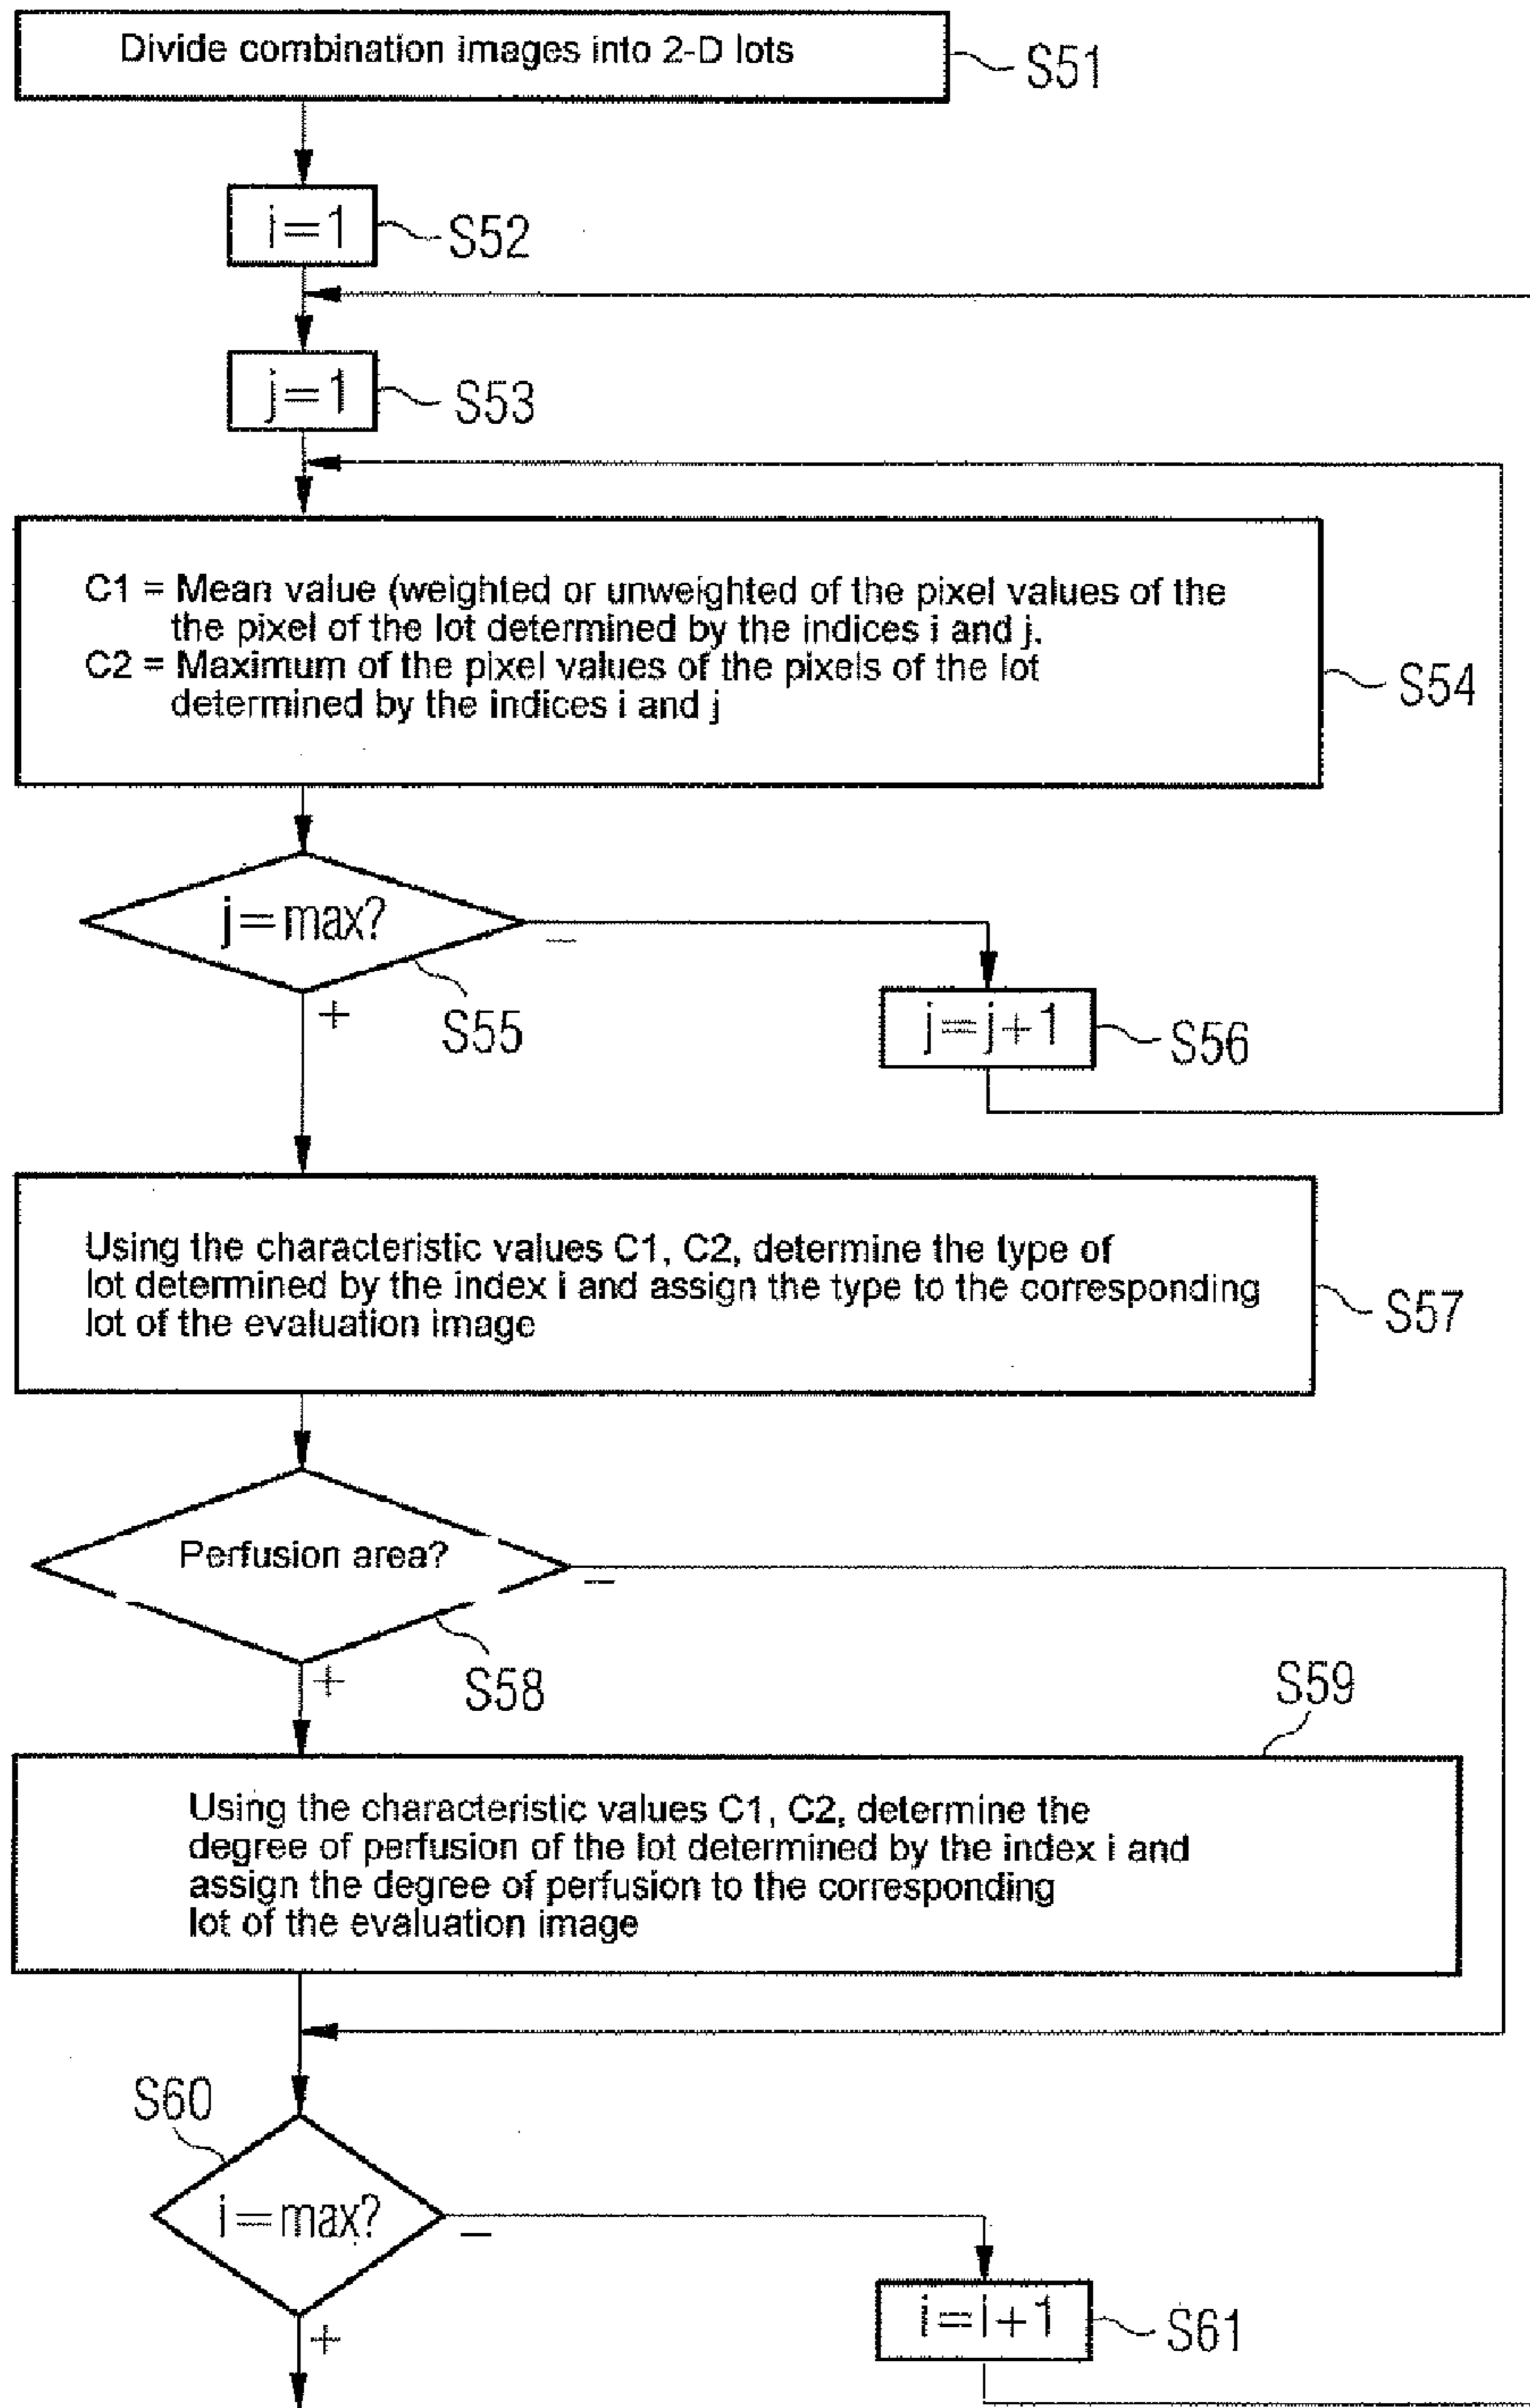 Divide combination images into 2-D lots
S51
i=1
S52
j=1
S53
C1 = Mean value (weighted or unweighted of the pixel values of the
the pixel of the lot determined by the indices i and j.
C2 = Maximum of the pixel values of the pixels of the lot
determined by the indices i and j
S54
j=max?
−
+
S55
j=j+1
S56
Using the characteristic values C1, C2, determine the type of
lot determined by the index i and assign the type to the corresponding
lot of the evaluation image
S57
Perfusion area?
−
+
S58
S59
Using the characteristic values C1, C2, determine the
degree of perfusion of the lot determined by the index i and
assign the degree of perfusion to the corresponding
lot of the evaluation image
S60
i=max?
−
+
i=i+1
S61